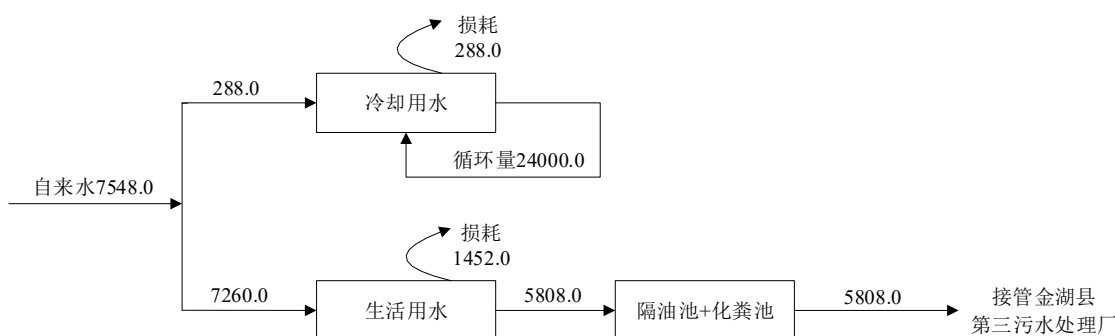 损耗
288.0
288.0
冷却用水
循环量24000.0
自来水7548.0
损耗
1452.0
7260.0
生活用水
5808.0
隔油池+化粪池
5808.0
接管金湖县
第三污水处理厂